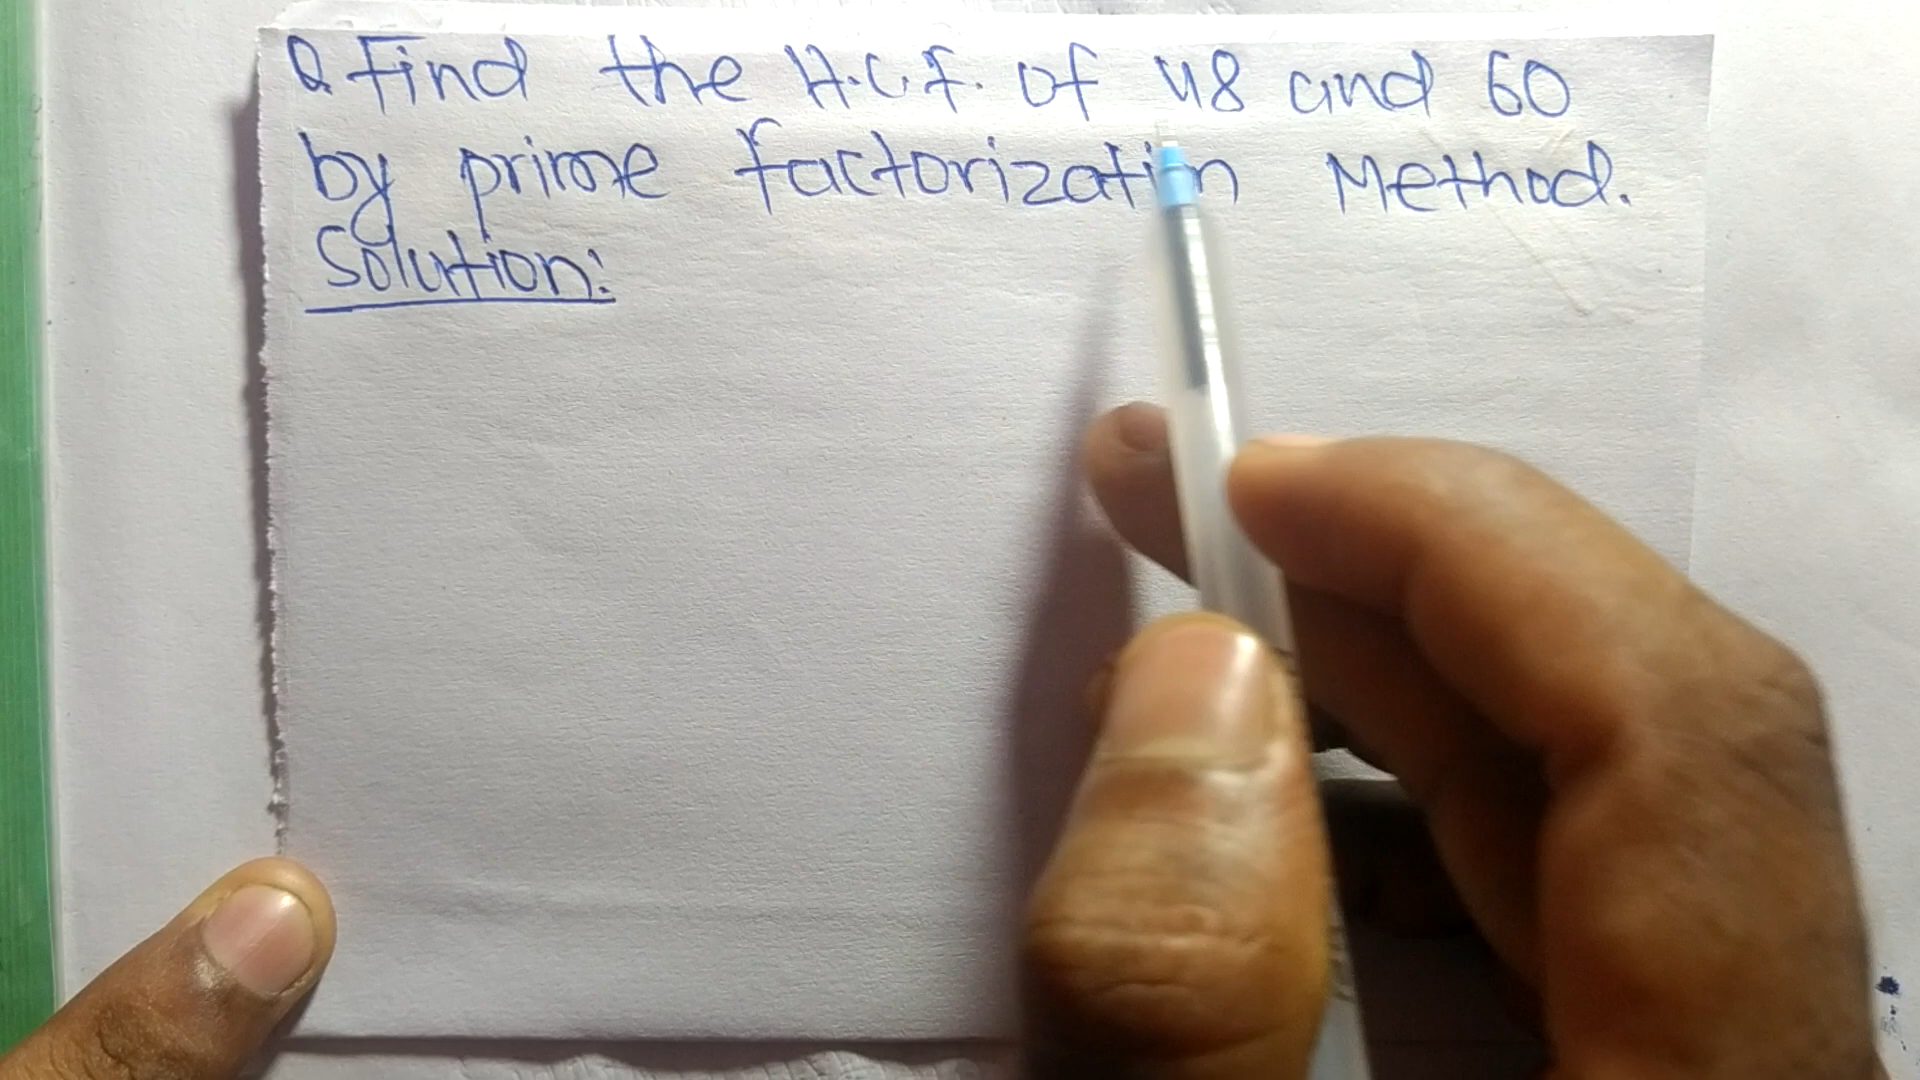 Q Find the H.C.F. of 48 and 60
by prime factorization Method.
Solution: